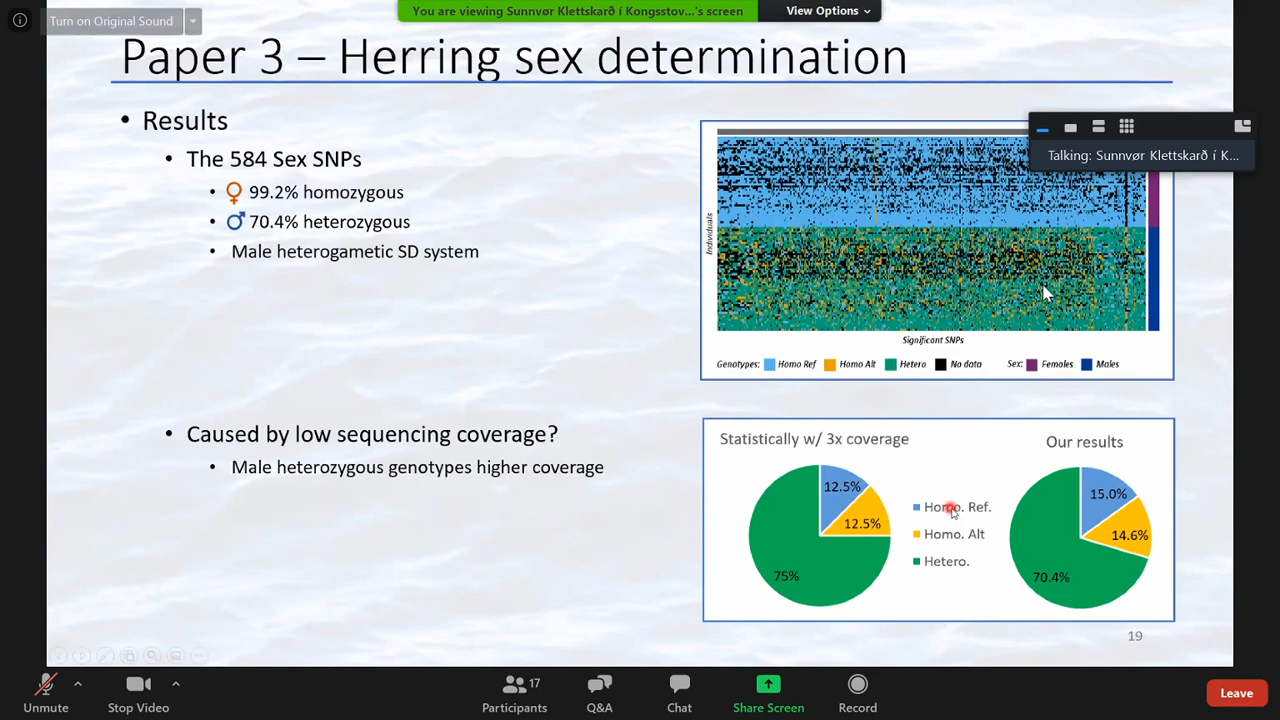 Turn on Original Sound
You are viewing Sunnvør Klettskarð í Kongsstov...'s screen
View Options
Paper 3 – Herring sex determination
Talking: Sunnvør Klettskarð í K...
• Results
• The 584 Sex SNPs
• ♀ 99.2% homozygous
• ♂ 70.4% heterozygous
• Male heterogametic SD system
Individuals
Significant SNPs
Genotypes: Homo Ref Homo Alt Hetero No data Sex: Females Males
• Caused by low sequencing coverage?
• Male heterozygous genotypes higher coverage
Statistically w/ 3x coverage
12.5%
12.5%
75%
Homo. Ref.
Homo. Alt
Hetero.
Our results
15.0%
14.6%
70.4%
19
Unmute
Stop Video
17
Participants
Q&A
Chat
Share Screen
Record
Leave